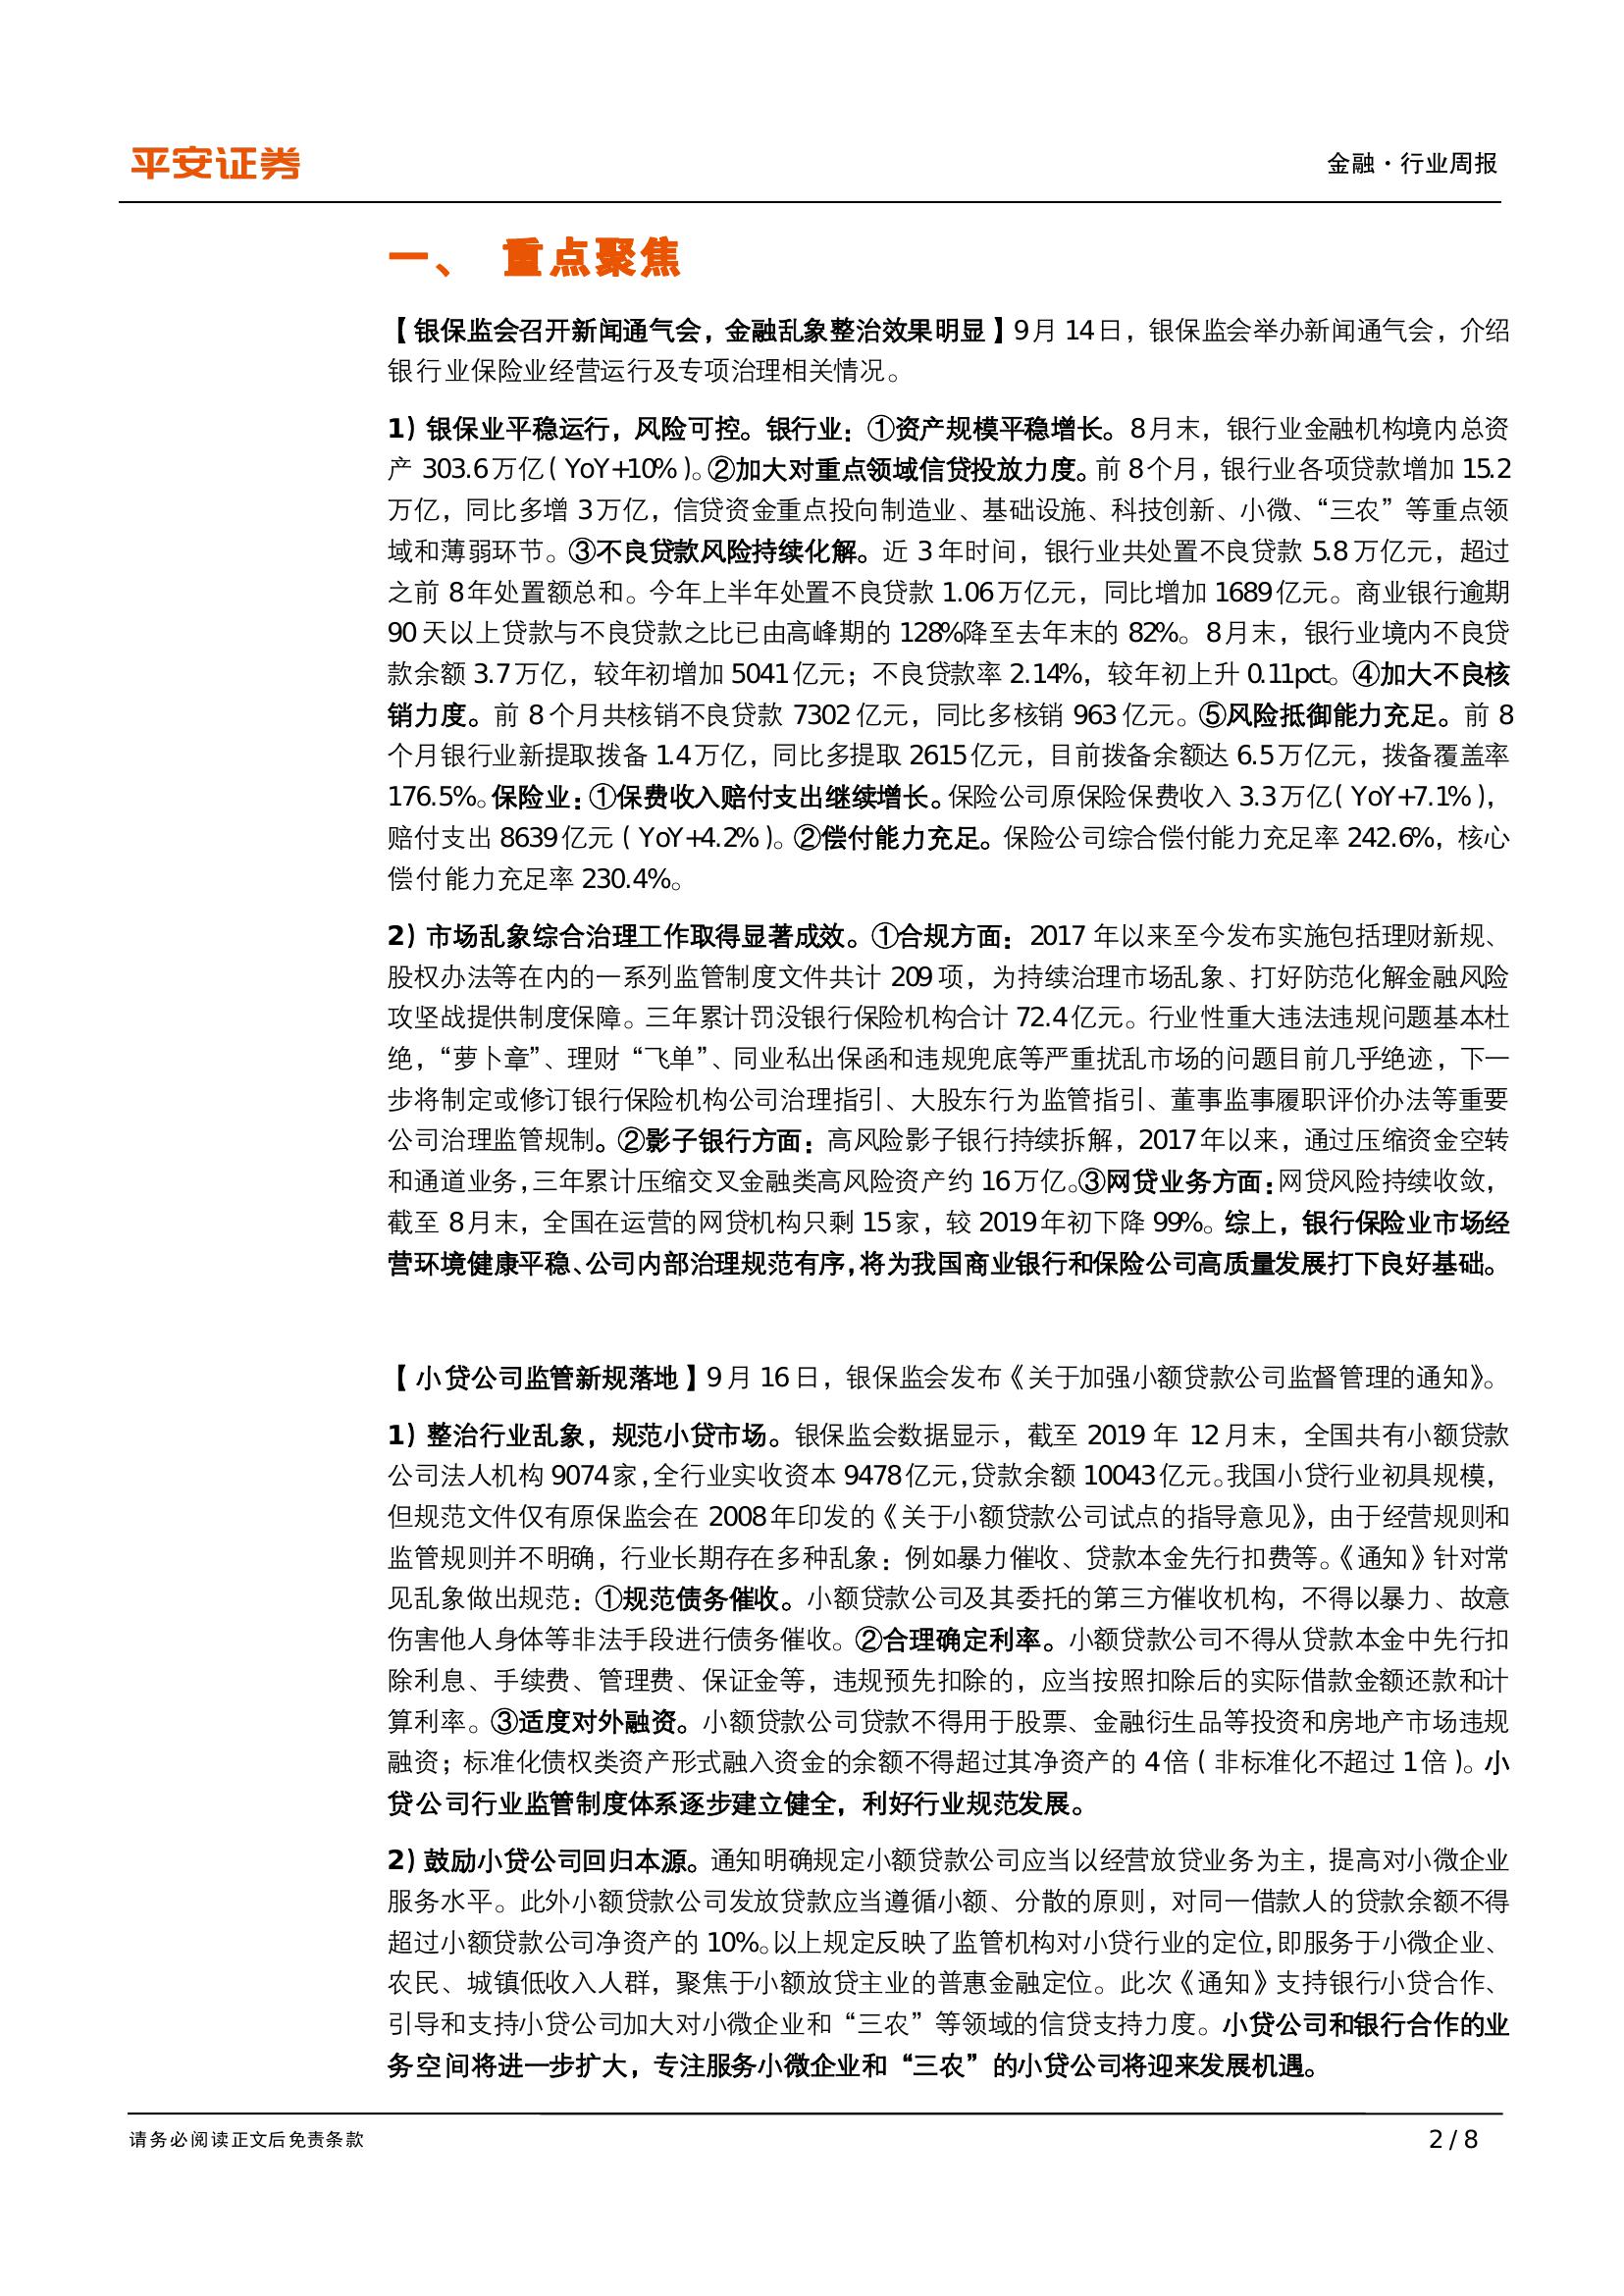 平安证券
金融·行业周报
一、 重点聚焦
【银保监会召开新闻通气会，金融乱象整治效果明显】9月14日，银保监会举办新闻通气会，介绍
银行业保险业经营运行及专项治理相关情况。
1）银保业平稳运行，风险可控。银行业：①资产规模平稳增长。8月末，银行业金融机构境内总资
产 303.6万亿（YoY+10%）。②加大对重点领域信贷投放力度。前8个月，银行业各项贷款增加15.2
万亿，同比多增3万亿，信贷资金重点投向制造业、基础设施、科技创新、小微、“三农”等重点领
域和薄弱环节。③不良贷款风险持续化解。近3年时间，银行业共处置不良贷款5.8万亿元，超过
之前8年处置额总和。今年上半年处置不良贷款1.06万亿元，同比增加1689亿元。商业银行逾期
90天以上贷款与不良贷款之比已由高峰期的128%降至去年末的82%。8月末，银行业境内不良贷
款余额3.7万亿，较年初增加5041亿元；不良贷款率2.14%，较年初上升0.11pct。④加大不良核
销力度。前8个月共核销不良贷款7302亿元，同比多核销963亿元。⑤风险抵御能力充足。前8
个月银行业新提取拨备1.4万亿，同比多提取2615亿元，目前拨备余额达6.5万亿元，拨备覆盖率
176.5%。保险业：①保费收入赔付支出继续增长。保险公司原保险保费收入3.3万亿（YoY+7.1%），
赔付支出8639亿元（YoY+4.2%）。②偿付能力充足。保险公司综合偿付能力充足率242.6%，核心
偿付能力充足率230.4%。
2）市场乱象综合治理工作取得显著成效。①合规方面：2017年以来至今发布实施包括理财新规、
股权办法等在内的一系列监管制度文件共计209项，为持续治理市场乱象、打好防范化解金融风险
攻坚战提供制度保障。三年累计罚没银行保险机构合计72.4亿元。行业性重大违法违规问题基本杜
绝，“萝卜章”、理财“飞单”、同业私出保函和违规兜底等严重扰乱市场的问题目前几乎绝迹，下一
步将制定或修订银行保险机构公司治理指引、大股东行为监管指引、董事监事履职评价办法等重要
公司治理监管规制。②影子银行方面：高风险影子银行持续拆解，2017年以来，通过压缩资金空转
和通道业务，三年累计压缩交叉金融类高风险资产约16万亿。③网贷业务方面：网贷风险持续收敛，
截至8月末，全国在运营的网贷机构只剩15家，较2019年初下降99%。综上，银行保险业市场经
营环境健康平稳、公司内部治理规范有序，将为我国商业银行和保险公司高质量发展打下良好基础。
【小贷公司监管新规落地】9月16日，银保监会发布《关于加强小额贷款公司监督管理的通知》。
1）整治行业乱象，规范小贷市场。银保监会数据显示，截至2019年12月末，全国共有小额贷款
公司法人机构9074家，全行业实收资本9478亿元，贷款余额10043亿元。我国小贷行业初具规模，
但规范文件仅有原保监会在2008年印发的《关于小额贷款公司试点的指导意见》，由于经营规则和
监管规则并不明确，行业长期存在多种乱象：例如暴力催收、贷款本金先行扣费等。《通知》针对常
见乱象做出规范：①规范债务催收。小额贷款公司及其委托的第三方催收机构，不得以暴力、故意
伤害他人身体等非法手段进行债务催收。②合理确定利率。小额贷款公司不得从贷款本金中先行扣
除利息、手续费、管理费、保证金等，违规预先扣除的，应当按照扣除后的实际借款金额还款和计
算利率。③适度对外融资。小额贷款公司贷款不得用于股票、金融衍生品等投资和房地产市场违规
融资；标准化债权类资产形式融入资金的余额不得超过其净资产的4倍（非标准化不超过1倍）。小
贷公司行业监管制度体系逐步建立健全，利好行业规范发展。
2）鼓励小贷公司回归本源。通知明确规定小额贷款公司应当以经营放贷业务为主，提高对小微企业
服务水平。此外小额贷款公司发放贷款应当遵循小额、分散的原则，对同一借款人的贷款余额不得
超过小额贷款公司净资产的10%。以上规定反映了监管机构对小贷行业的定位，即服务于小微企业、
农民、城镇低收入人群，聚焦于小额放贷主业的普惠金融定位。此次《通知》支持银行小贷合作、
引导和支持小贷公司加大对小微企业和“三农”等领域的信贷支持力度。小贷公司和银行合作的业
务空间将进一步扩大，专注服务小微企业和“三农”的小贷公司将迎来发展机遇。
请务必阅读正文后免责条款
2 / 8